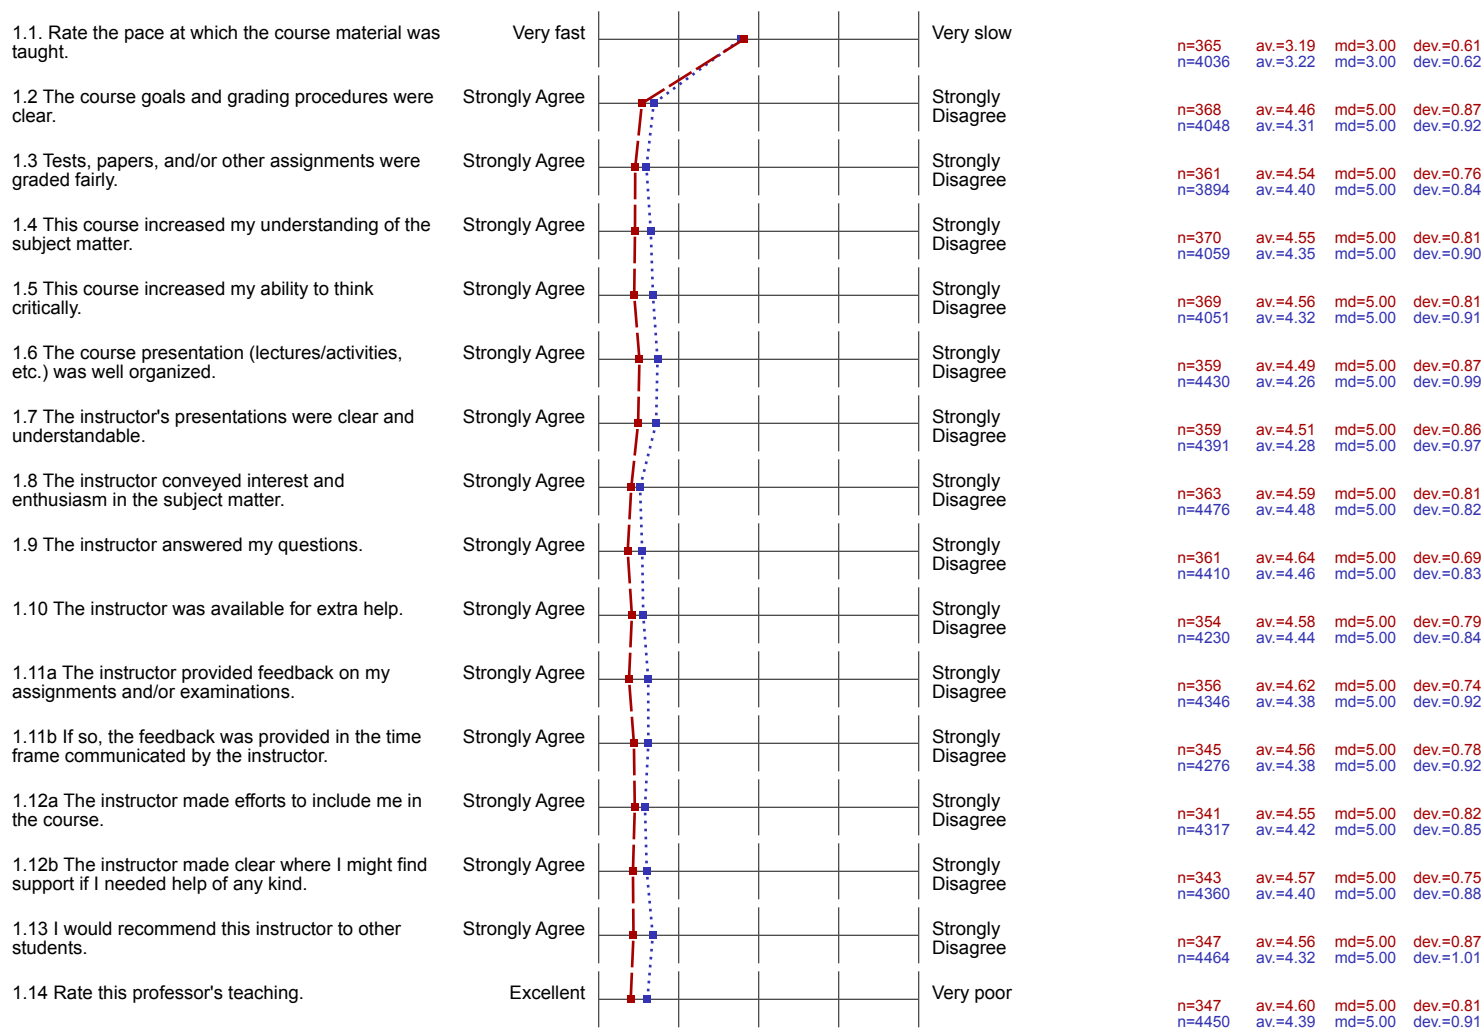 1.1. Rate the pace at which the course material was
taught.
Very fast
Very slow
n=365 av.=3.19 md=3.00 dev.=0.61
n=4036 av.=3.22 md=3.00 dev.=0.62
1.2 The course goals and grading procedures were
clear.
Strongly Agree
Strongly
Disagree
n=368 av.=4.46 md=5.00 dev.=0.87
n=4048 av.=4.31 md=5.00 dev.=0.92
1.3 Tests, papers, and/or other assignments were
graded fairly.
Strongly Agree
Strongly
Disagree
n=361 av.=4.54 md=5.00 dev.=0.76
n=3894 av.=4.40 md=5.00 dev.=0.84
1.4 This course increased my understanding of the
subject matter.
Strongly Agree
Strongly
Disagree
n=370 av.=4.55 md=5.00 dev.=0.81
n=4059 av.=4.35 md=5.00 dev.=0.90
1.5 This course increased my ability to think
critically.
Strongly Agree
Strongly
Disagree
n=369 av.=4.56 md=5.00 dev.=0.81
n=4051 av.=4.32 md=5.00 dev.=0.91
1.6 The course presentation (lectures/activities,
etc.) was well organized.
Strongly Agree
Strongly
Disagree
n=359 av.=4.49 md=5.00 dev.=0.87
n=4430 av.=4.26 md=5.00 dev.=0.99
1.7 The instructor's presentations were clear and
understandable.
Strongly Agree
Strongly
Disagree
n=359 av.=4.51 md=5.00 dev.=0.86
n=4391 av.=4.28 md=5.00 dev.=0.97
1.8 The instructor conveyed interest and
enthusiasm in the subject matter.
Strongly Agree
Strongly
Disagree
n=363 av.=4.59 md=5.00 dev.=0.81
n=4476 av.=4.48 md=5.00 dev.=0.82
1.9 The instructor answered my questions.
Strongly Agree
Strongly
Disagree
n=361 av.=4.64 md=5.00 dev.=0.69
n=4410 av.=4.46 md=5.00 dev.=0.83
1.10 The instructor was available for extra help.
Strongly Agree
Strongly
Disagree
n=354 av.=4.58 md=5.00 dev.=0.79
n=4230 av.=4.44 md=5.00 dev.=0.84
1.11a The instructor provided feedback on my
assignments and/or examinations.
Strongly Agree
Strongly
Disagree
n=356 av.=4.62 md=5.00 dev.=0.74
n=4346 av.=4.38 md=5.00 dev.=0.92
1.11b If so, the feedback was provided in the time
frame communicated by the instructor.
Strongly Agree
Strongly
Disagree
n=345 av.=4.56 md=5.00 dev.=0.78
n=4276 av.=4.38 md=5.00 dev.=0.92
1.12a The instructor made efforts to include me in
the course.
Strongly Agree
Strongly
Disagree
n=341 av.=4.55 md=5.00 dev.=0.82
n=4317 av.=4.42 md=5.00 dev.=0.85
1.12b The instructor made clear where I might find
support if I needed help of any kind.
Strongly Agree
Strongly
Disagree
n=343 av.=4.57 md=5.00 dev.=0.75
n=4360 av.=4.40 md=5.00 dev.=0.88
1.13 I would recommend this instructor to other
students.
Strongly Agree
Strongly
Disagree
n=347 av.=4.56 md=5.00 dev.=0.87
n=4464 av.=4.32 md=5.00 dev.=1.01
1.14 Rate this professor's teaching.
Excellent
Very poor
n=347 av.=4.60 md=5.00 dev.=0.81
n=4450 av.=4.39 md=5.00 dev.=0.91